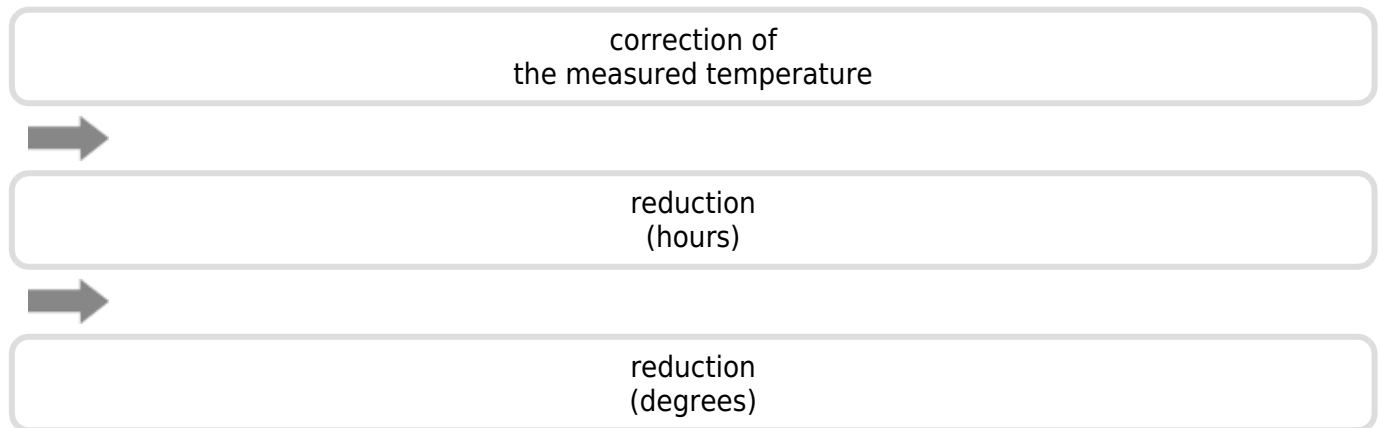 correction of
the measured temperature
reduction
(hours)
reduction
(degrees)